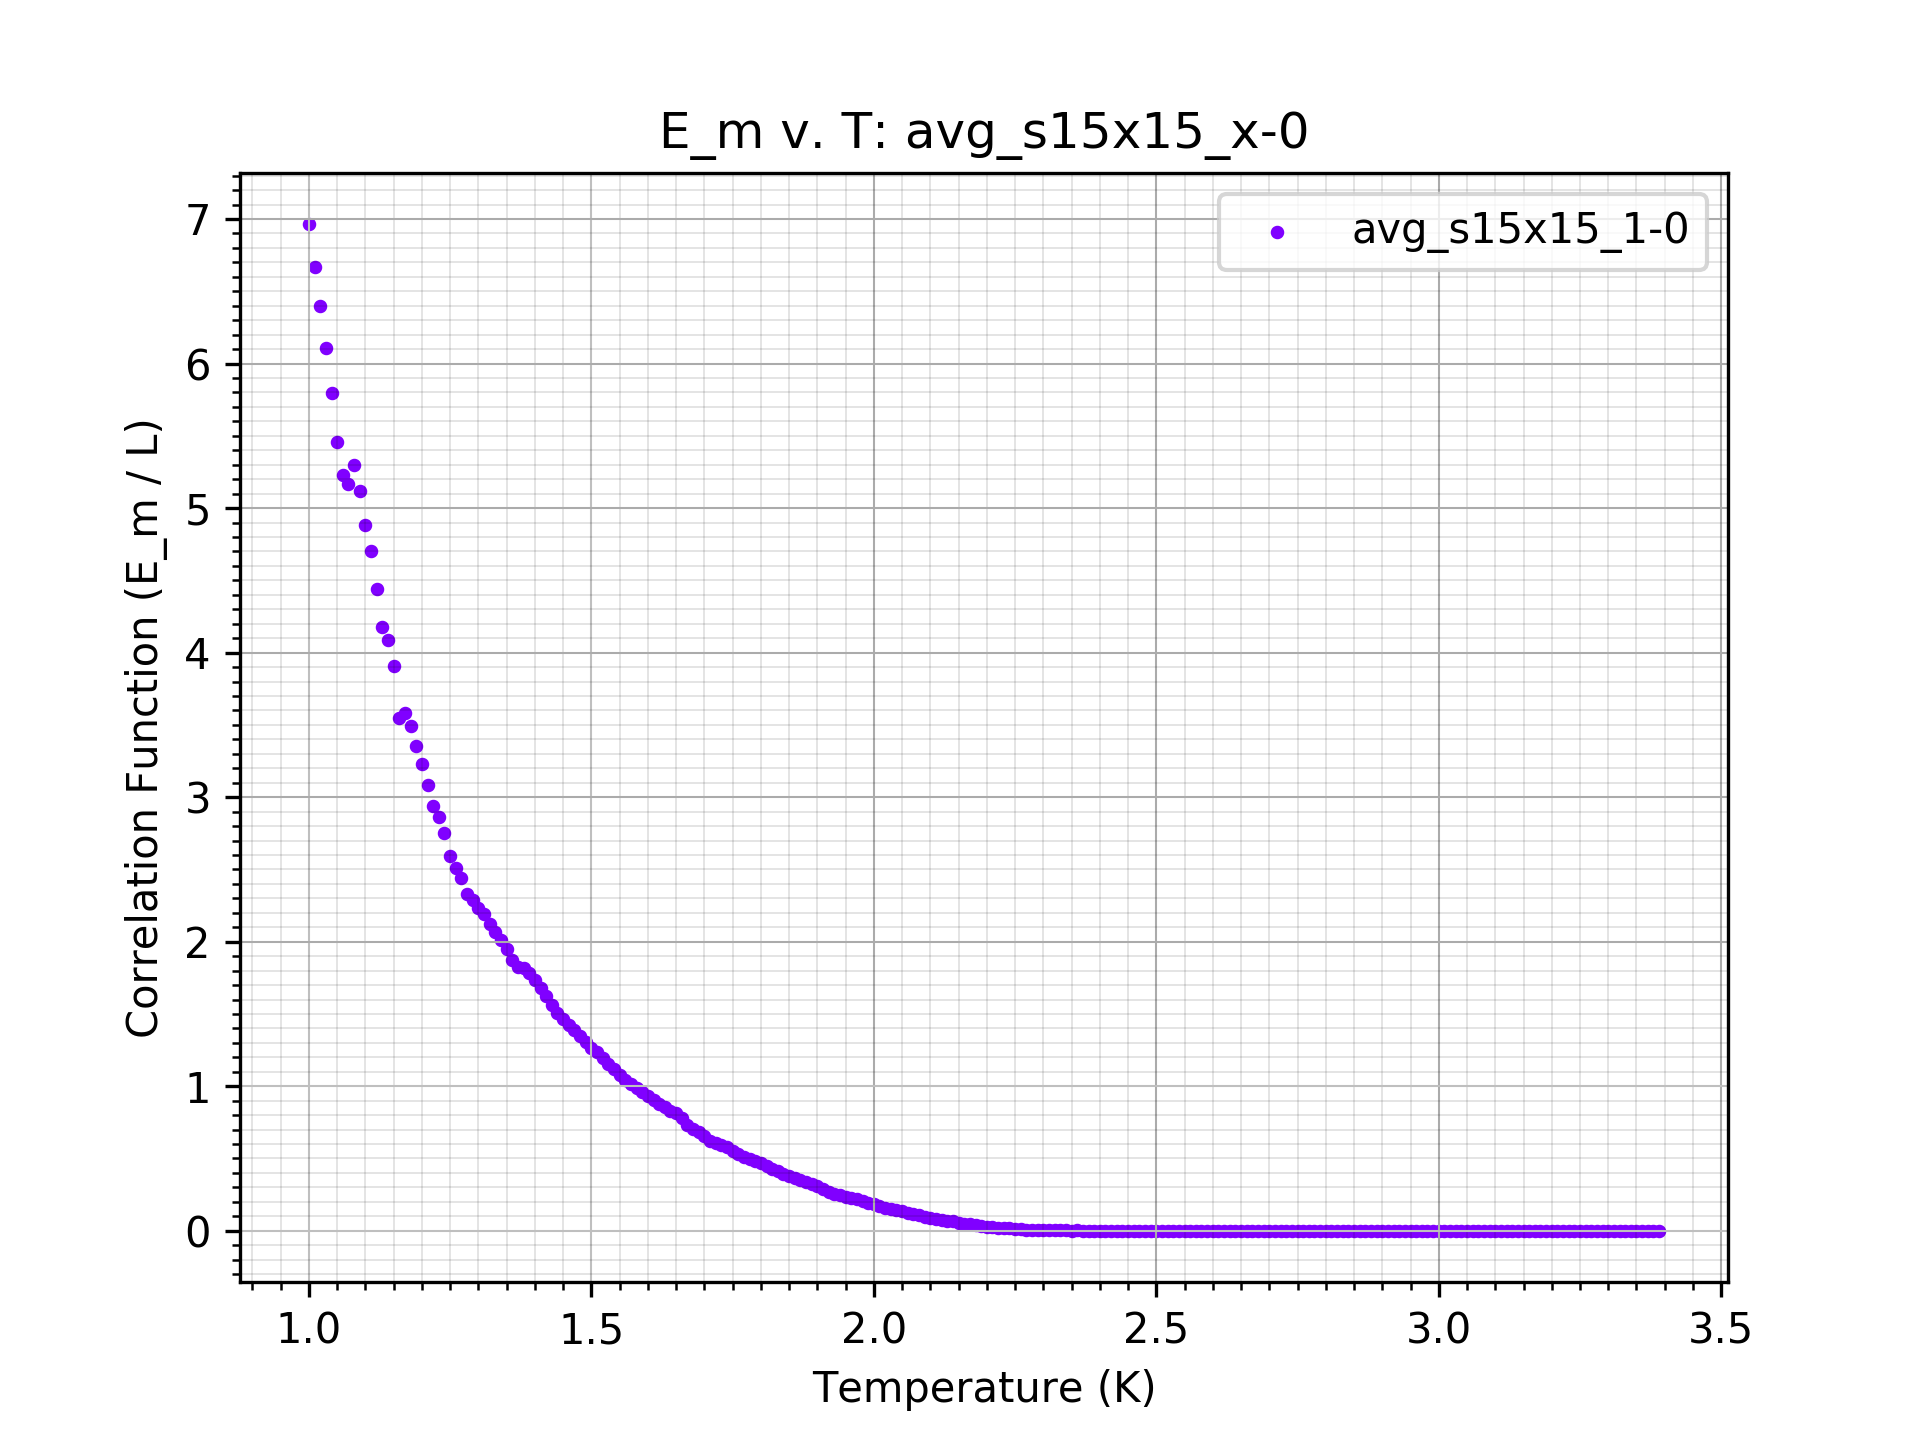 E_m v. T: avg_s15x15_x-0
avg_s15x15_1-0
Correlation Function (E_m / L)
7
6
5
4
3
2
1
0
1.0 1.5 2.0 2.5 3.0 3.5
Temperature (K)